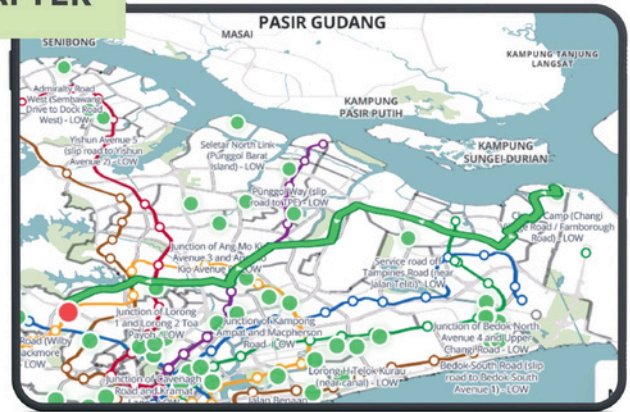 PASIR GUDANG
MASAI
SENIBONG
KAMPUNG TANJUNG
LANGSAT
KAMPUNG
PASIR PUTIH
Admiralty Road
West (Sembawang
Drive to Dock Road
West) - LOW
Yishun Avenue 5
(slip road to Yishun
Avenue 2) - LOW
Seletar North Link
(Punggol Barat
Island) - LOW
KAMPUNG
SUNGEI DURIAN
Punggol Way (slip
road to TPE) - LOW
Camp (Changi
Road / Farnborough
Road) - LOW
Junction of Ang Mo Kio
Avenue 3 and Ang
Kio Avenue
LOW
Service road off
Tampines Road (near
Jalan Teliti) - LOW
Junction of Lorong
1 and Lorong 2 Toa
Payoh - LOW
Junction of Kampong
Ampat and Macpherson
Road - LOW
Junction of Bedok North
Avenue 4 and Upper
Changi Road - LOW
Road (Wilby
- LOW
Junction of Cavenagh
Road and Kramat
Lorong H Telok Kurau
(near canal) - LOW
Bedok South Road (slip
road to Bedok South
Avenue 1) - LOW
Jalan